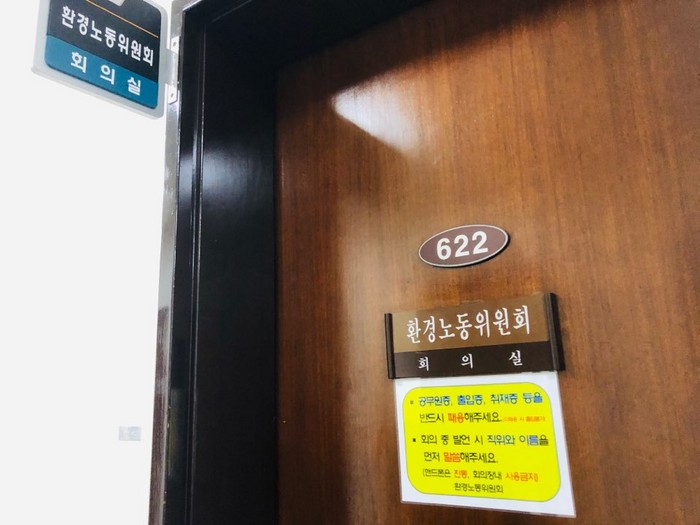 환경노동위원회
회의실
622
환경노동위원회
회 의 실
• 공무원증, 출입증, 취재증 등을
반드시 패용해주세요.
• 회의 중 발언 시 직위와 이름을
먼저 말씀해주세요.
(핸드폰은 진동, 회의장내 사용금지)
환경노동위원회